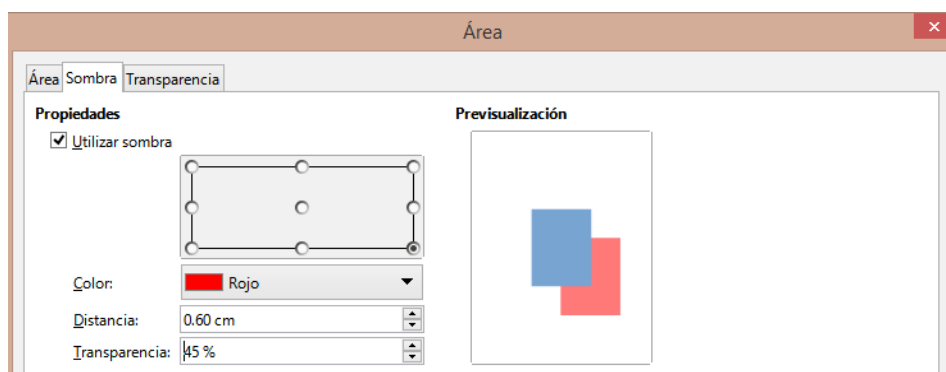 Área
Área Sombra Transparencia
Propiedades
Utilizar sombra
Color: Rojo
Distancia: 0.60 cm
Transparencia: 45 %
Previsualización